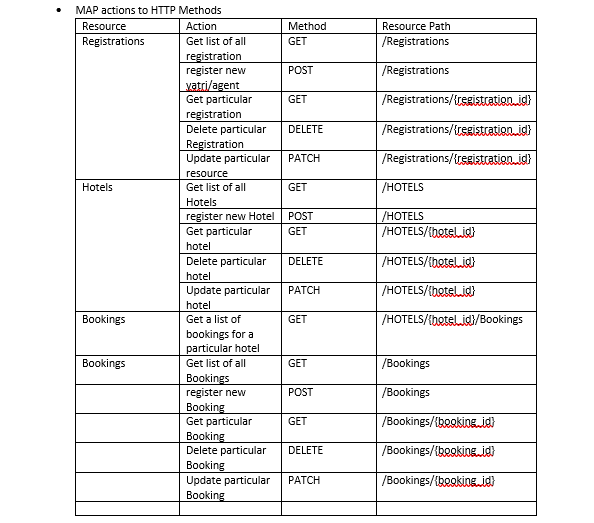 • MAP actions to HTTP Methods
Resource Action Method Resource Path
Registrations Get list of all GET /Registrations
registration
register new POST /Registrations
yatri/agent
Get particular GET /Registrations/{registration_id}
registration
Delete particular DELETE /Registrations/{registration_id}
Registration
Update particular PATCH /Registrations/{registration_id}
resource
Hotels Get list of all GET /HOTELS
Hotels
register new Hotel POST /HOTELS
Get particular GET /HOTELS/{hotel_id}
hotel
Delete particular DELETE /HOTELS/{hotel_id}
hotel
Update particular PATCH /HOTELS/{hotel_id}
hotel
Bookings Get a list of GET /HOTELS/{hotel_id}/Bookings
bookings for a
particular hotel
Bookings Get list of all GET /Bookings
Bookings
register new POST /Bookings
Booking
Get particular GET /Bookings/{booking_id}
Booking
Delete particular DELETE /Bookings/{booking_id}
Booking
Update particular PATCH /Bookings/{booking_id}
Booking